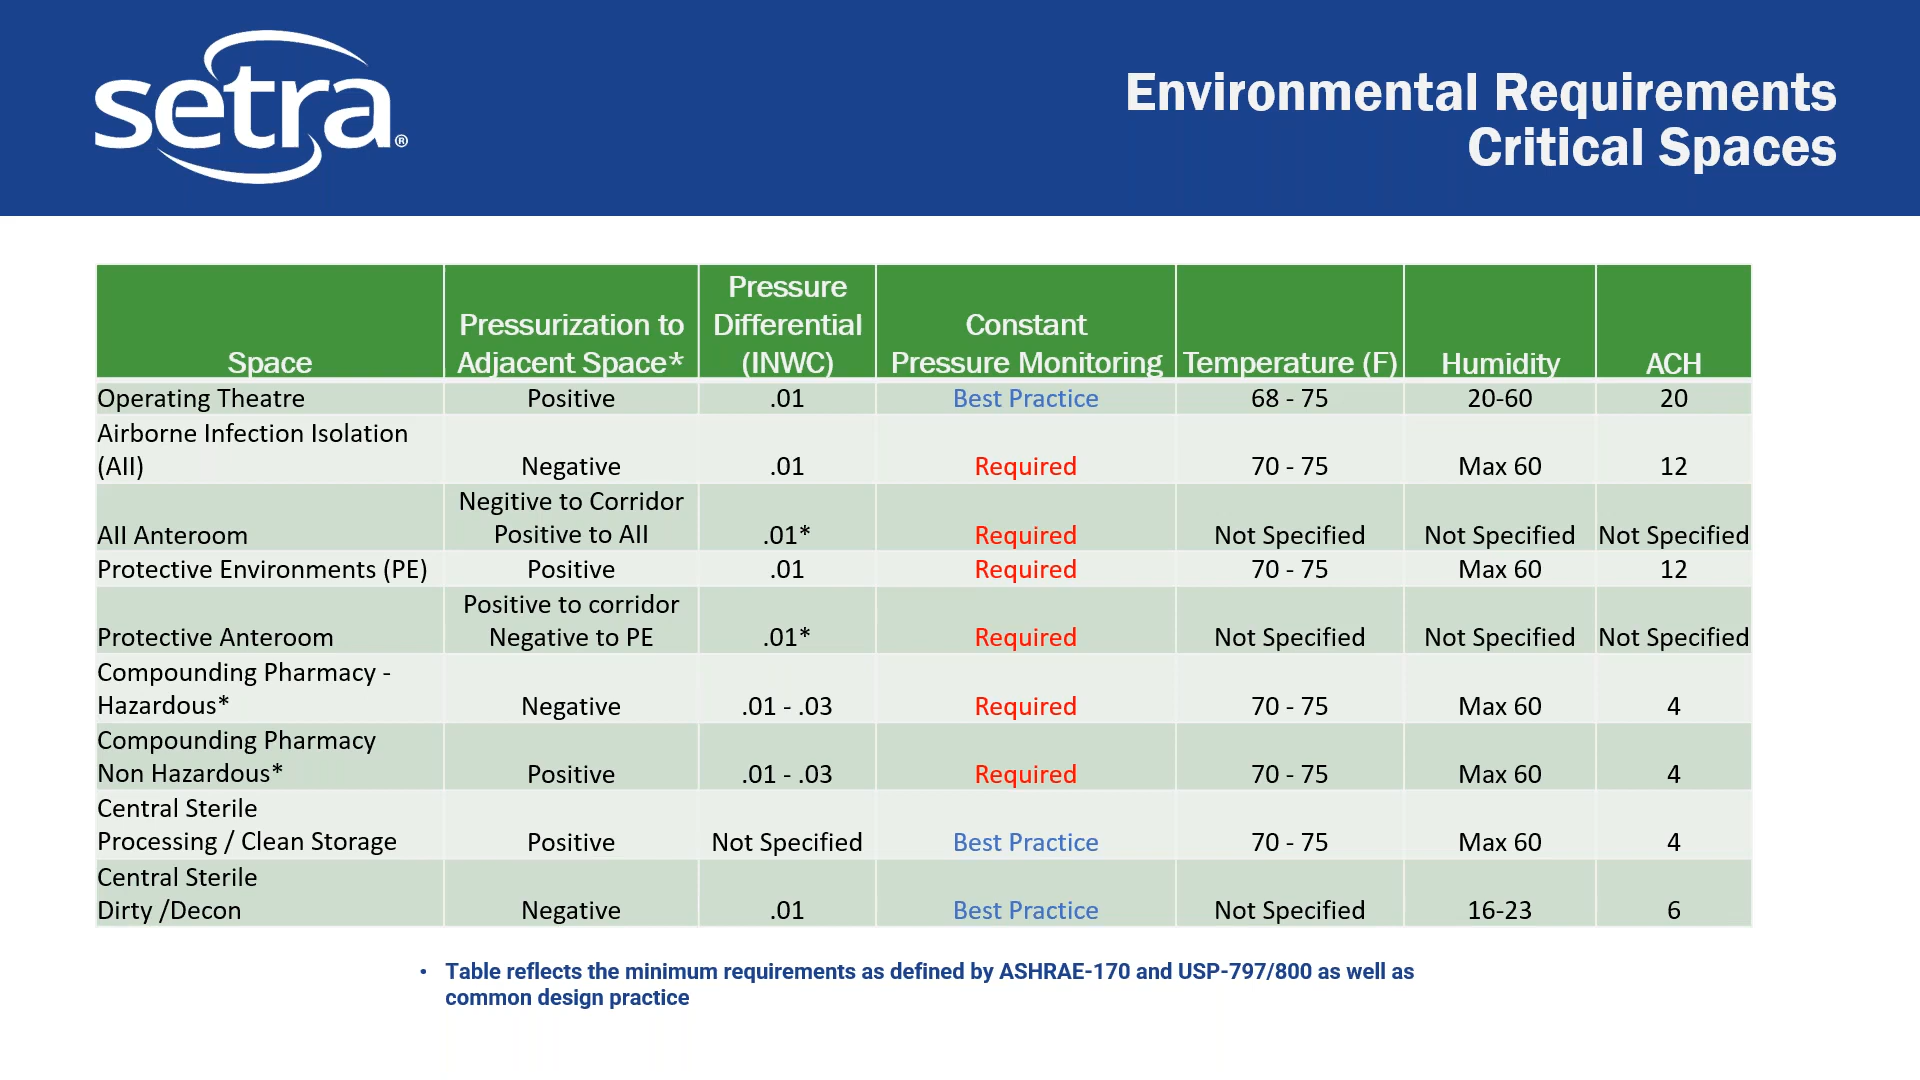 setra®
Environmental Requirements
Critical Spaces
Space
Pressurization to
Adjacent Space*
Pressure
Differential
(INWC)
Constant
Pressure Monitoring
Temperature (F)
Humidity
ACH
Operating Theatre
Positive
.01
Best Practice
68 - 75
20-60
20
Airborne Infection Isolation
(AII)
Negative
.01
Required
70 - 75
Max 60
12
AII Anteroom
Negitive to Corridor
Positive to AII
.01*
Required
Not Specified
Not Specified
Not Specified
Protective Environments (PE)
Positive
.01
Required
70 - 75
Max 60
12
Protective Anteroom
Positive to corridor
Negative to PE
.01*
Required
Not Specified
Not Specified
Not Specified
Compounding Pharmacy -
Hazardous*
Negative
.01 - .03
Required
70 - 75
Max 60
4
Compounding Pharmacy
Non Hazardous*
Positive
.01 - .03
Required
70 - 75
Max 60
4
Central Sterile
Processing / Clean Storage
Positive
Not Specified
Best Practice
70 - 75
Max 60
4
Central Sterile
Dirty /Decon
Negative
.01
Best Practice
Not Specified
16-23
6
• Table reflects the minimum requirements as defined by ASHRAE-170 and USP-797/800 as well as
common design practice